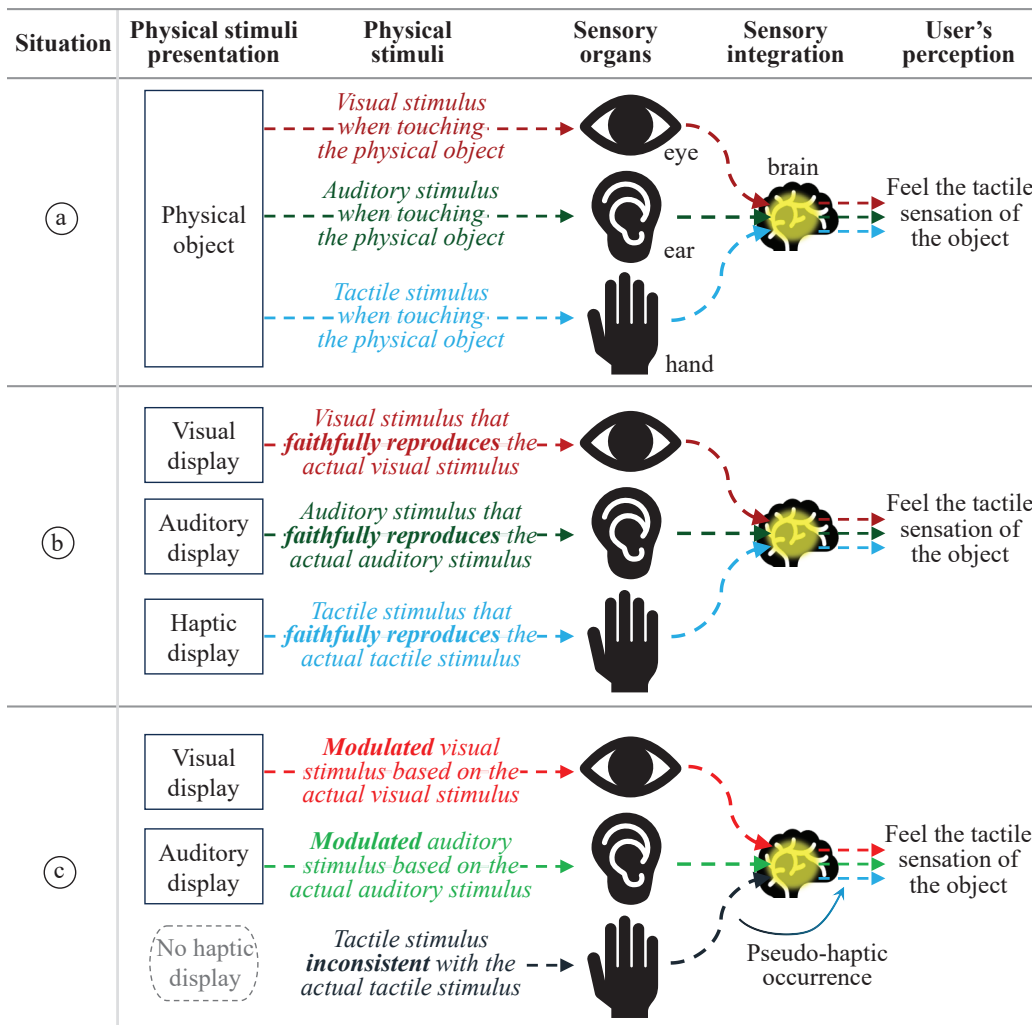 Situation
Physical stimuli
presentation
Physical
stimuli
Sensory
organs
Sensory
integration
User's
perception
a
Physical
object
Visual stimulus
when touching
the physical object
Auditory stimulus
when touching
the physical object
Tactile stimulus
when touching
the physical object
eye
ear
hand
brain
Feel the tactile
sensation of
the object
b
Visual
display
Auditory
display
Haptic
display
Visual stimulus that
faithfully reproduces the
actual visual stimulus
Auditory stimulus that
faithfully reproduces the
actual auditory stimulus
Tactile stimulus that
faithfully reproduces the
actual tactile stimulus
Feel the tactile
sensation of
the object
c
Visual
display
Auditory
display
No haptic
display
Modulated visual
stimulus based on the
actual visual stimulus
Modulated auditory
stimulus based on the
actual auditory stimulus
Tactile stimulus
inconsistent with the
actual tactile stimulus
Pseudo-haptic
occurrence
Feel the tactile
sensation of
the object